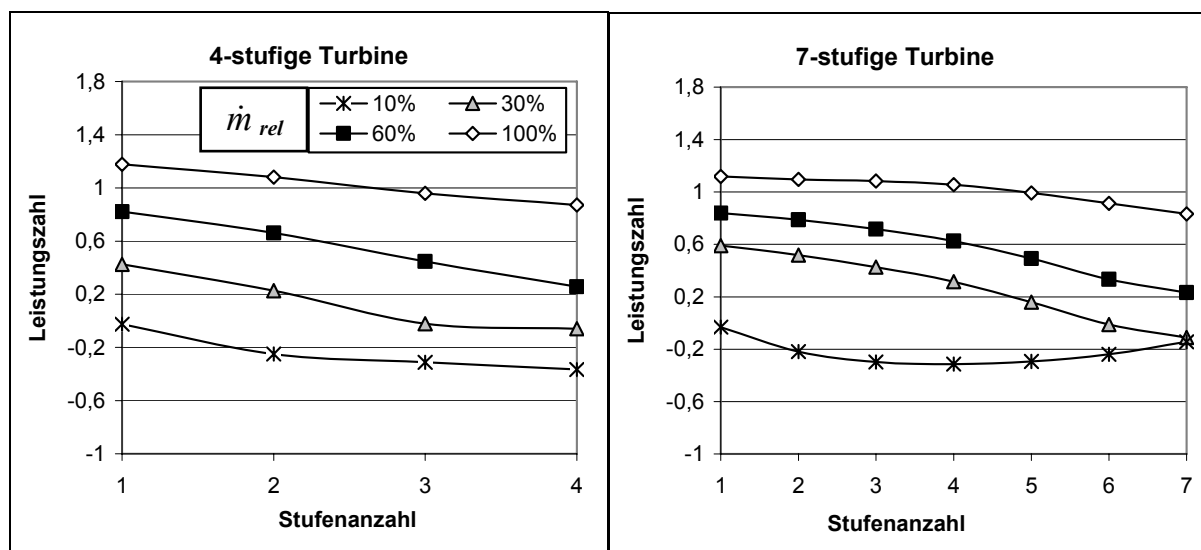 4-stufige Turbine
1,8
1,4
1
0,6
0,2
-0,2
-0,6
-1
Leistungszahl
ṁ rel
10%
30%
60%
100%
1 2 3 4
Stufenanzahl
7-stufige Turbine
1,8
1,4
1
0,6
0,2
-0,2
-0,6
-1
Leistungszahl
1 2 3 4 5 6 7
Stufenanzahl